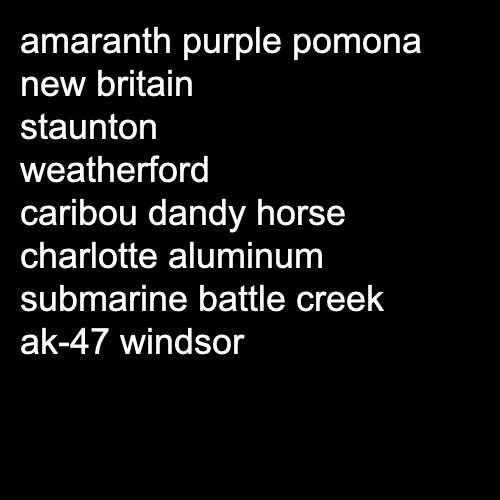 amaranth purple pomona
new britain
staunton
weatherford
caribou dandy horse
charlotte aluminum
submarine battle creek
ak-47 windsor